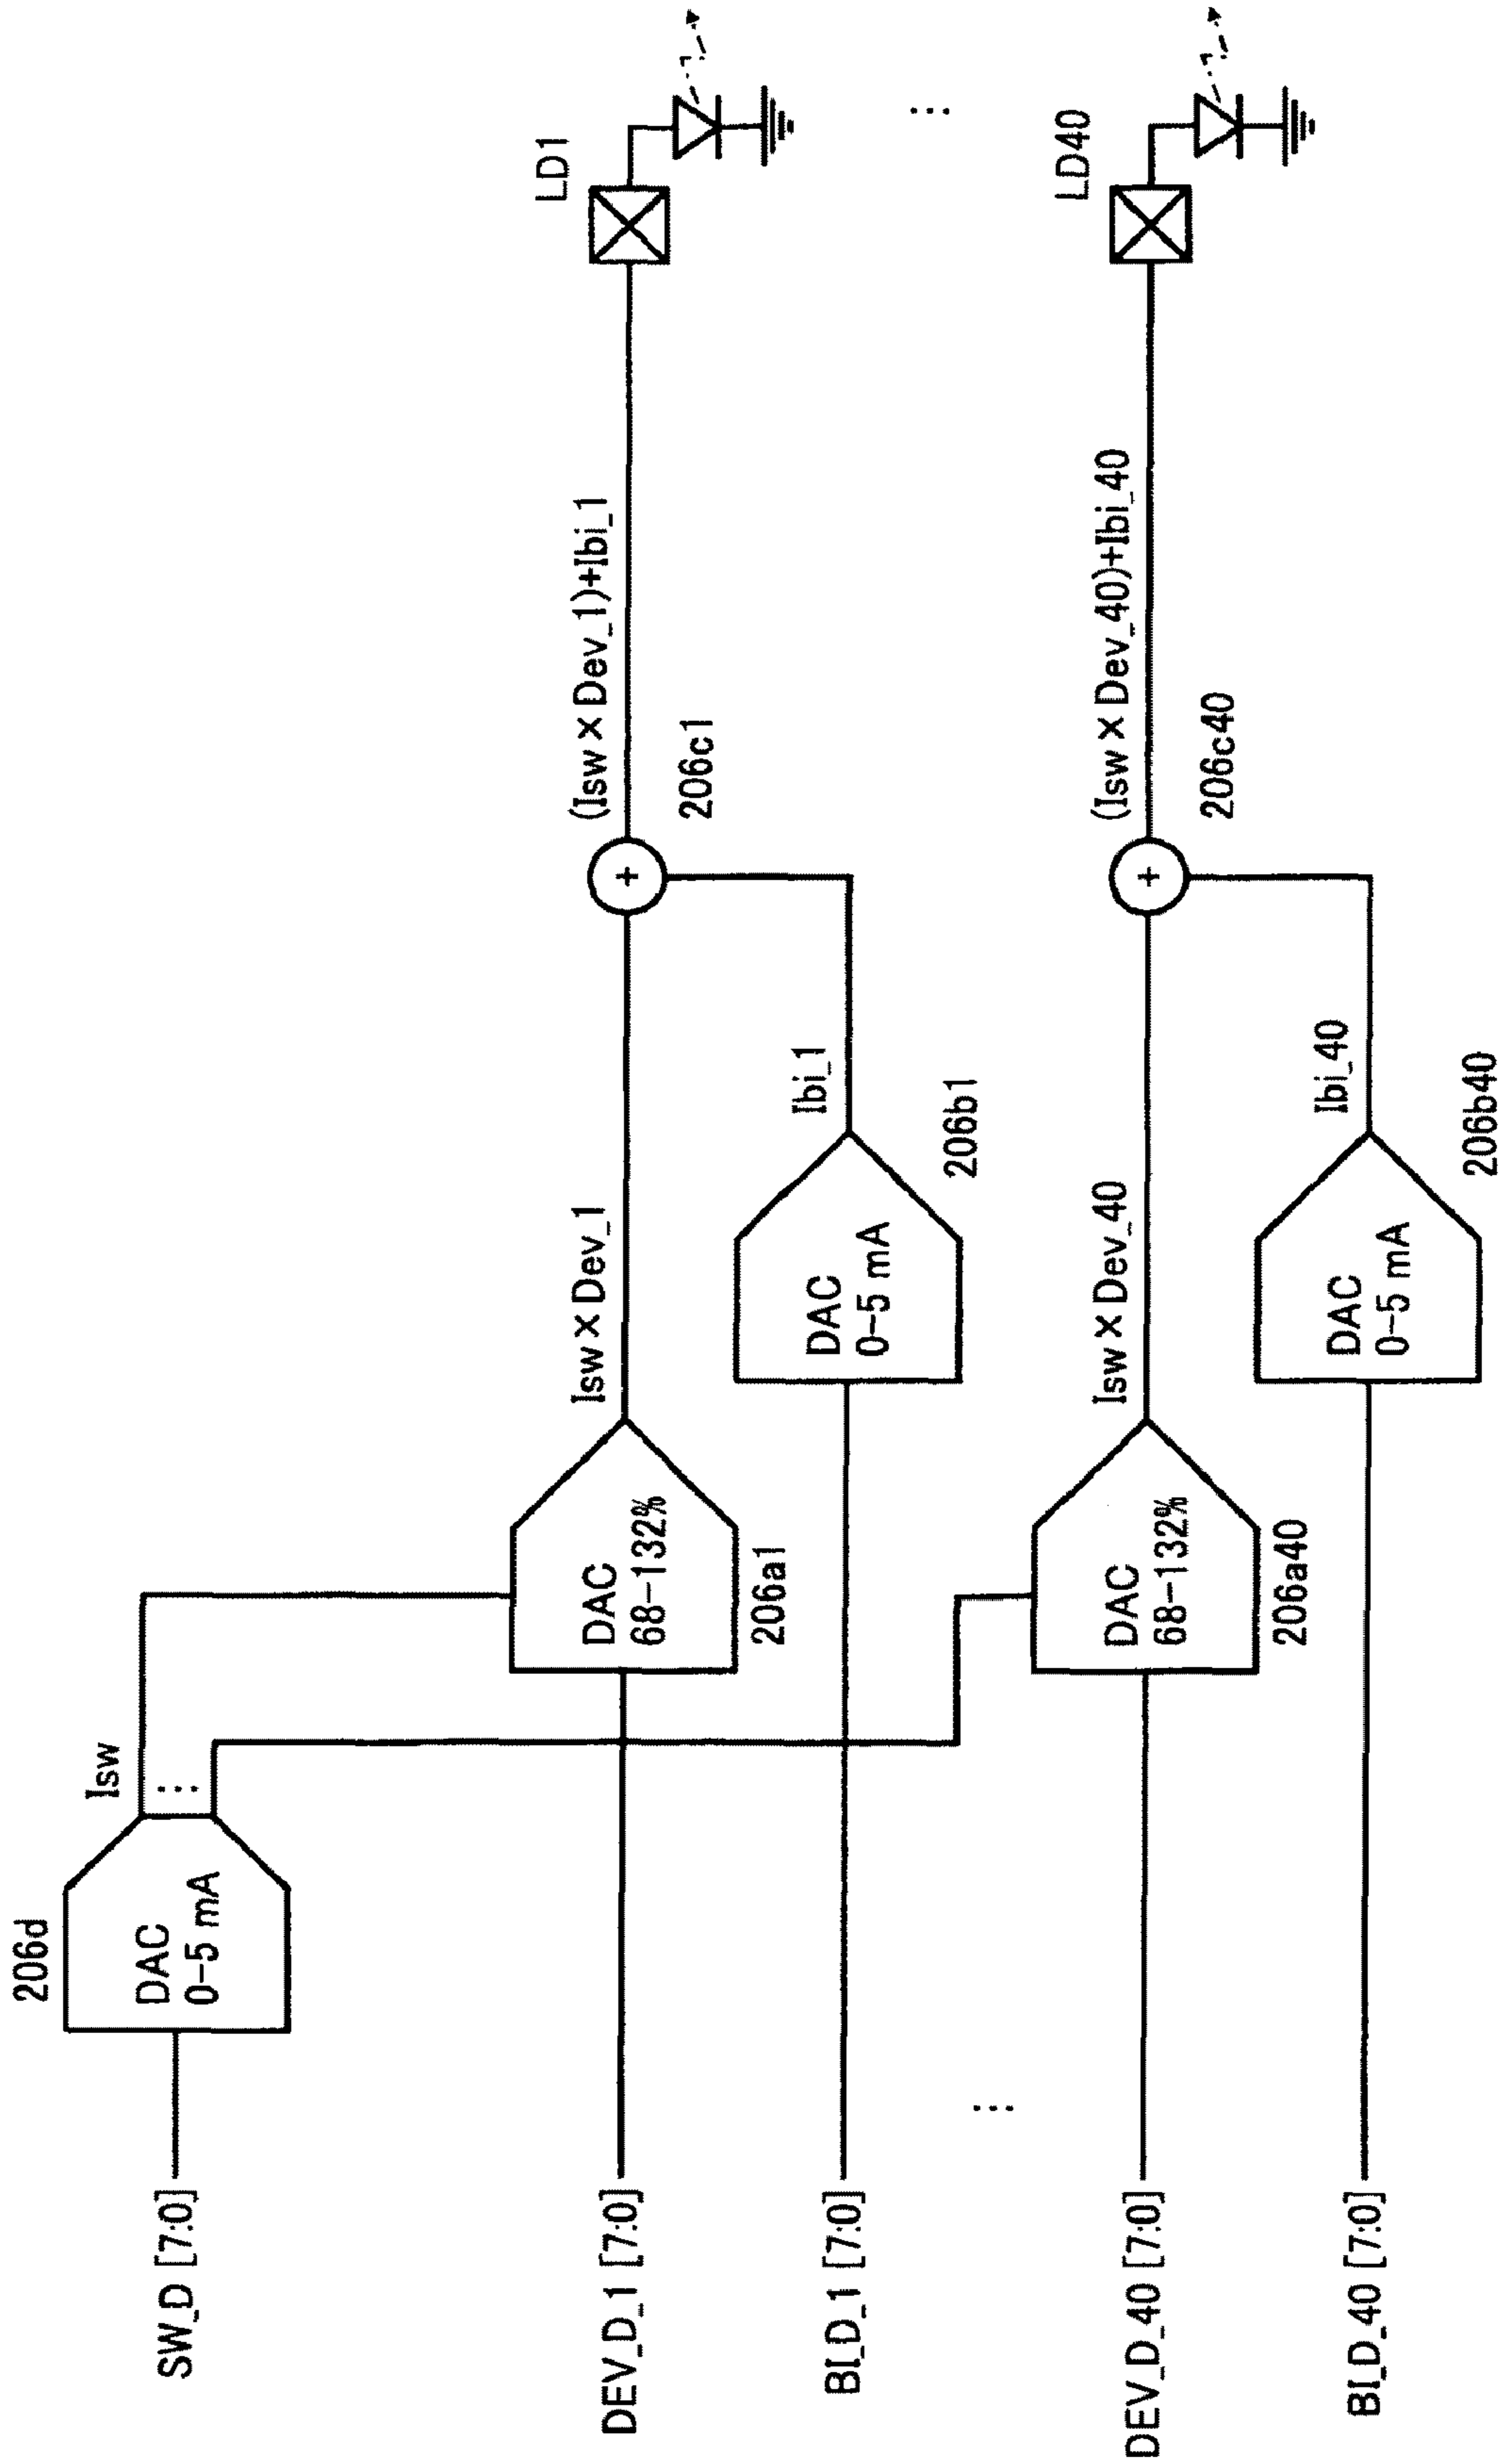 206d
SW_D [7:0]
DAC
0-5 mA
Isw
...
DEV_D_1 [7:0]
DAC
68-132%
206a1
Isw×Dev_1
(Isw×Dev_1)+Ibi_1
206c1
+
LD1
BI_D_1 [7:0]
DAC
0-5 mA
206b1
Ibi_1
...
...
DEV_D_40 [7:0]
DAC
68-132%
206a40
Isw×Dev_40
(Isw×Dev_40)+Ibi_40
206c40
+
LD40
BI_D_40 [7:0]
DAC
0-5 mA
206b40
Ibi_40